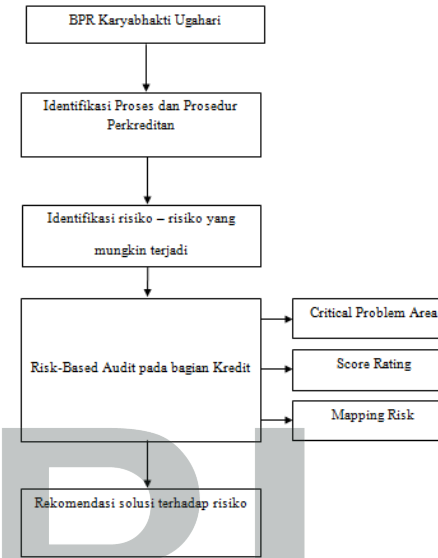 BPR Karyabhakti Ugahari
Identifikasi Proses dan Prosedur
Perkreditan
Identifikasi risiko – risiko yang
mungkin terjadi
Risk-Based Audit pada bagian Kredit
Critical Problem Area
Score Rating
Mapping Risk
Rekomendasi solusi terhadap risiko